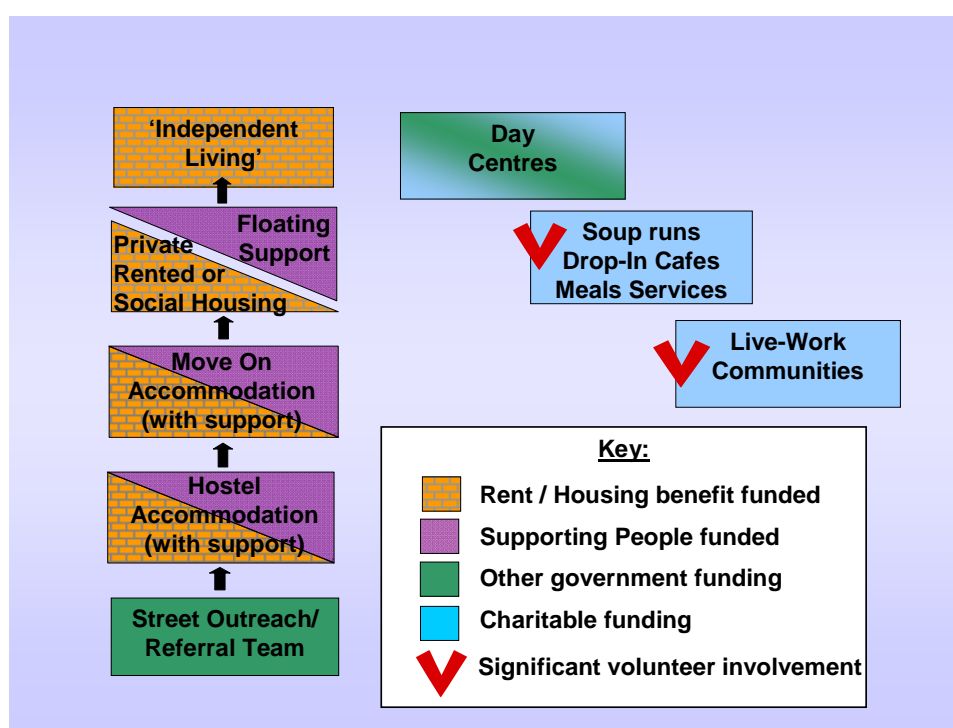 ‘Independent
Living’
Floating
Support
Private
Rented or
Social Housing
Move On
Accommodation
(with support)
Hostel
Accommodation
(with support)
Street Outreach/
Referral Team
Day
Centres
Soup runs
Drop-In Cafes
Meals Services
Live-Work
Communities
Key:
Rent / Housing benefit funded
Supporting People funded
Other government funding
Charitable funding
Significant volunteer involvement